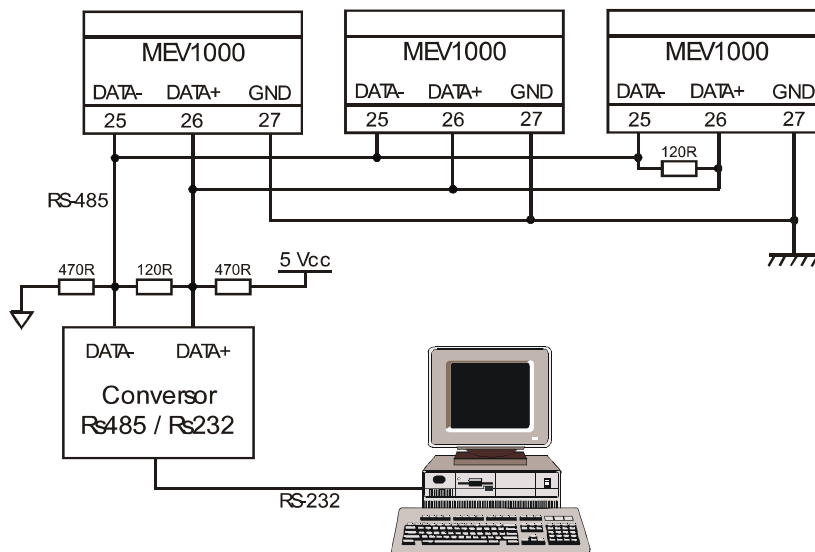 MEV1000 MEV1000 MEV1000
DATA- DATA+ GND DATA- DATA+ GND DATA- DATA+ GND
25 26 27 25 26 27 25 26 27
120R
RS-485
470R 120R 470R 5 Vcc
DATA- DATA+
Conversor
Rs485 / Rs232
RS-232